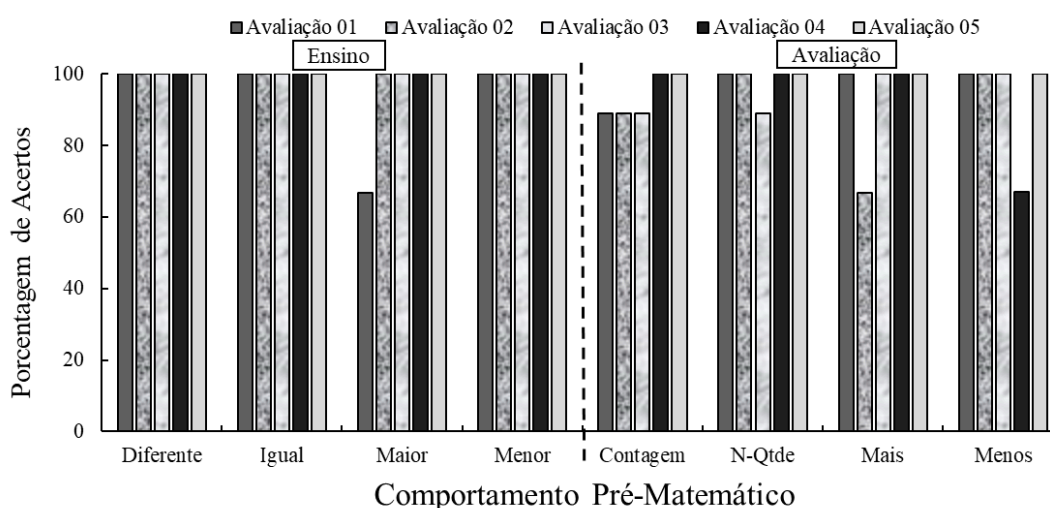 Avaliação 01 Avaliação 02 Avaliação 03 Avaliação 04 Avaliação 05
Ensino Avaliação
Porcentagem de Acertos
100
80
60
40
20
0
Diferente Igual Maior Menor Contagem N-Qtde Mais Menos
Comportamento Pré-Matemático